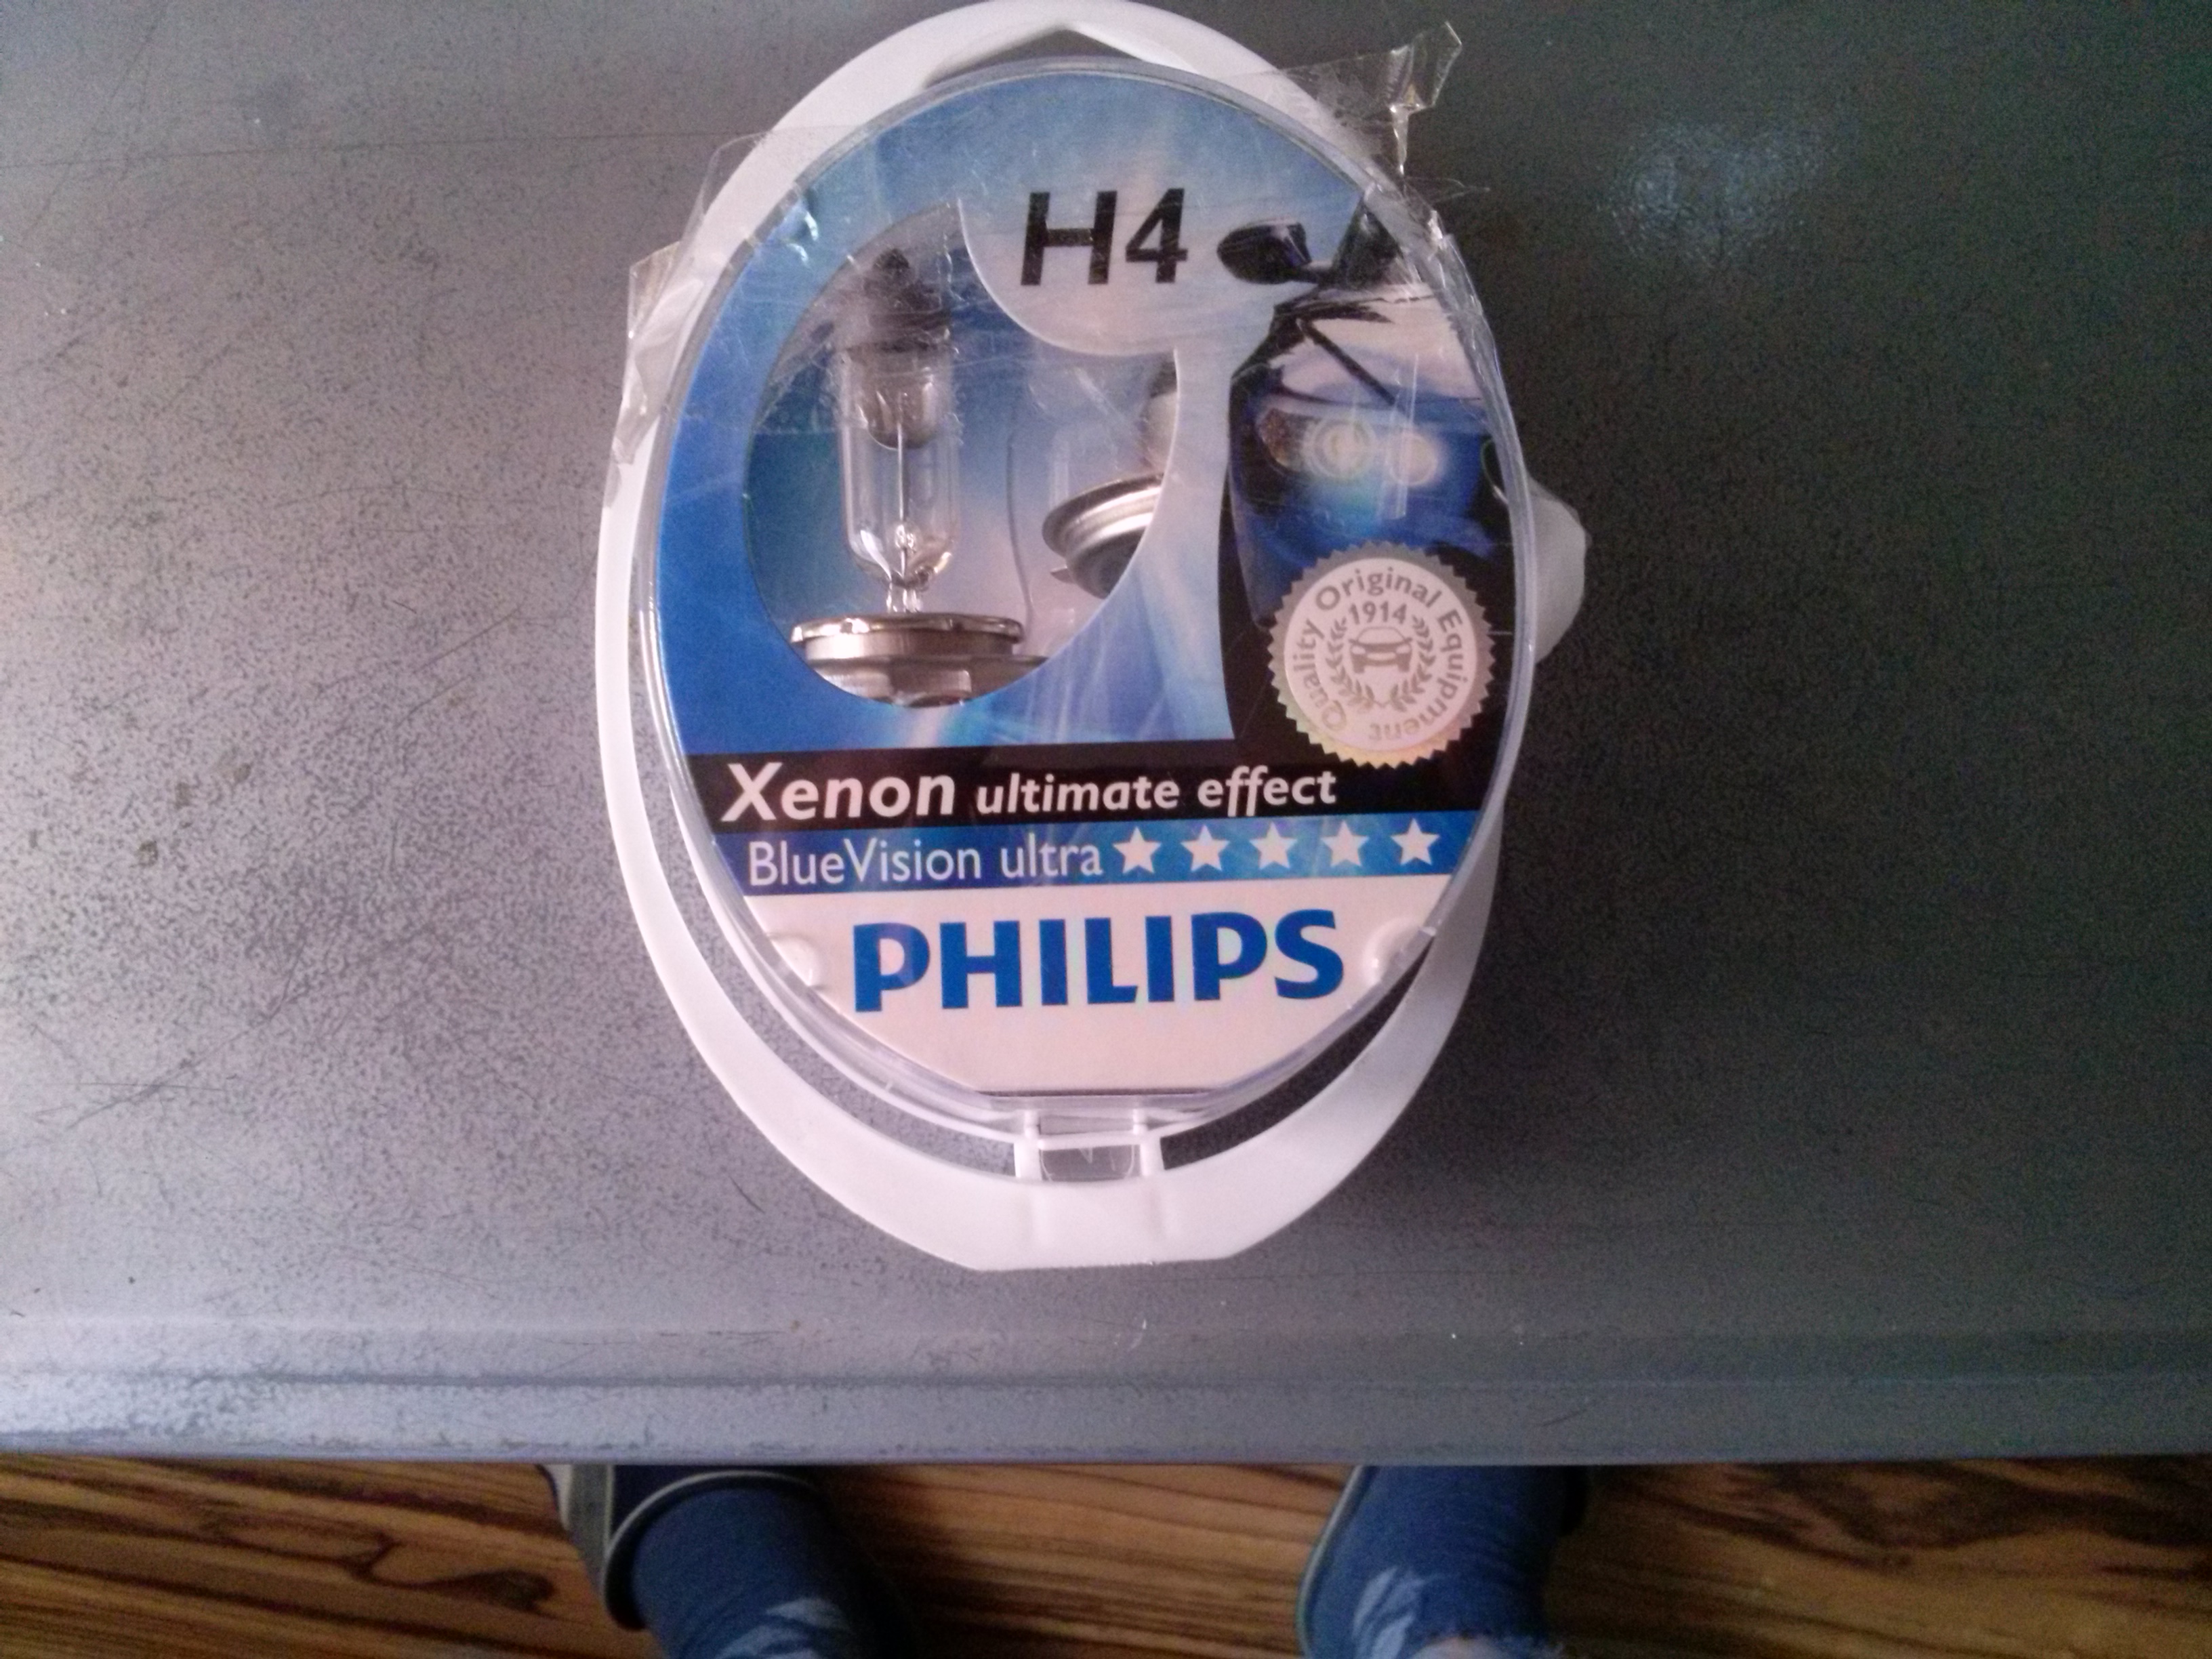 H4
Original Equipment
Quality
1914
Xenon ultimate effect
BlueVision ultra
PHILIPS